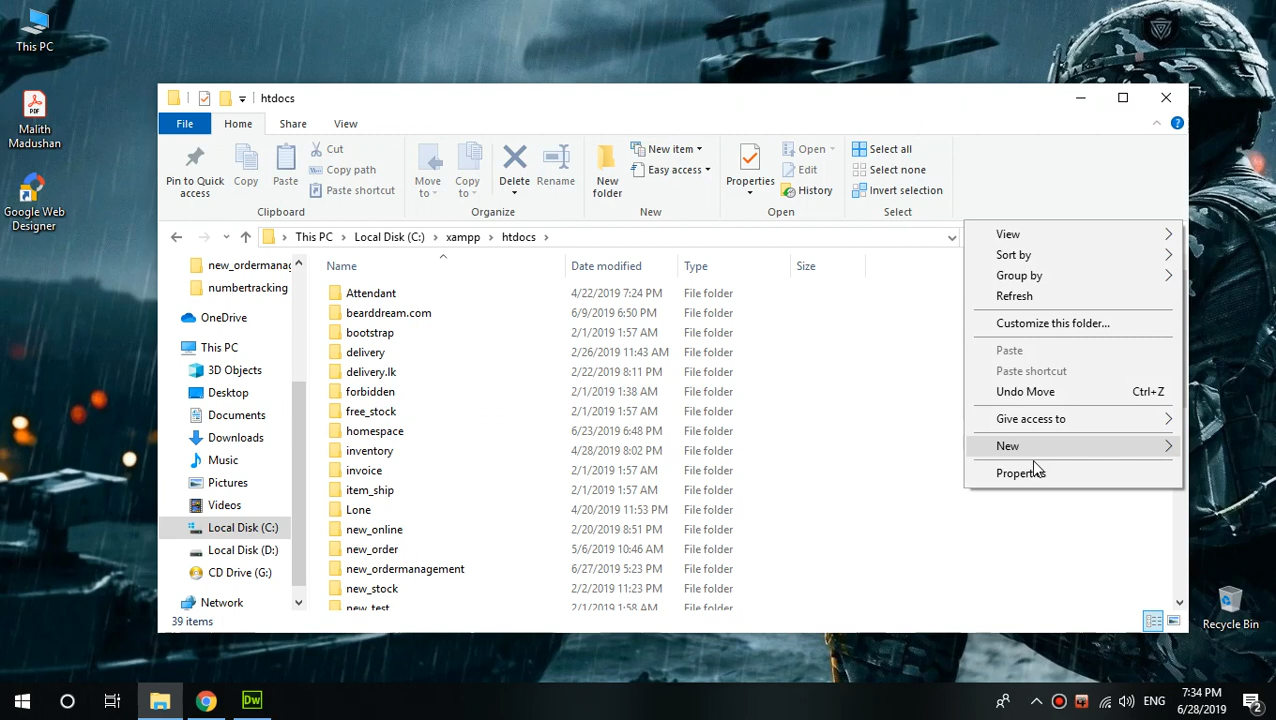 This PC
Malith
Madushan
Google Web
Designer
htdocs
File
Home
Share
View
Pin to Quick
access
Copy
Paste
Cut
Copy path
Paste shortcut
Clipboard
Move
to
Copy
to
Delete
Rename
Organize
New
folder
New item
Easy access
New
Properties
Open
Edit
History
Open
Select all
Select none
Invert selection
Select
This PC
Local Disk (C:)
xampp
htdocs
new_ordermanag
numbertracking
OneDrive
This PC
3D Objects
Desktop
Documents
Downloads
Music
Pictures
Videos
Local Disk (C:)
Local Disk (D:)
CD Drive (G:)
Network
Name Date modified Type Size
Attendant 4/22/2019 7:24 PM File folder
bearddream.com 6/9/2019 6:50 PM File folder
bootstrap 2/1/2019 1:57 AM File folder
delivery 2/26/2019 11:43 AM File folder
delivery.lk 2/22/2019 8:11 PM File folder
forbidden 2/1/2019 1:38 AM File folder
free_stock 2/1/2019 1:57 AM File folder
homespace 6/23/2019 6:48 PM File folder
inventory 4/28/2019 8:02 PM File folder
invoice 2/1/2019 1:57 AM File folder
item_ship 2/1/2019 1:57 AM File folder
Lone 4/20/2019 11:53 PM File folder
new_online 2/20/2019 8:51 PM File folder
new_order 5/6/2019 10:46 AM File folder
new_ordermanagement 6/27/2019 5:23 PM File folder
new_stock 2/2/2019 11:23 PM File folder
new_test 2/1/2019 1:58 AM File folder
39 items
View
Sort by
Group by
Refresh
Customize this folder...
Paste
Paste shortcut
Undo Move Ctrl+Z
Give access to
New
Properties
Recycle Bin
Dw
ENG
7:34 PM
6/28/2019
2